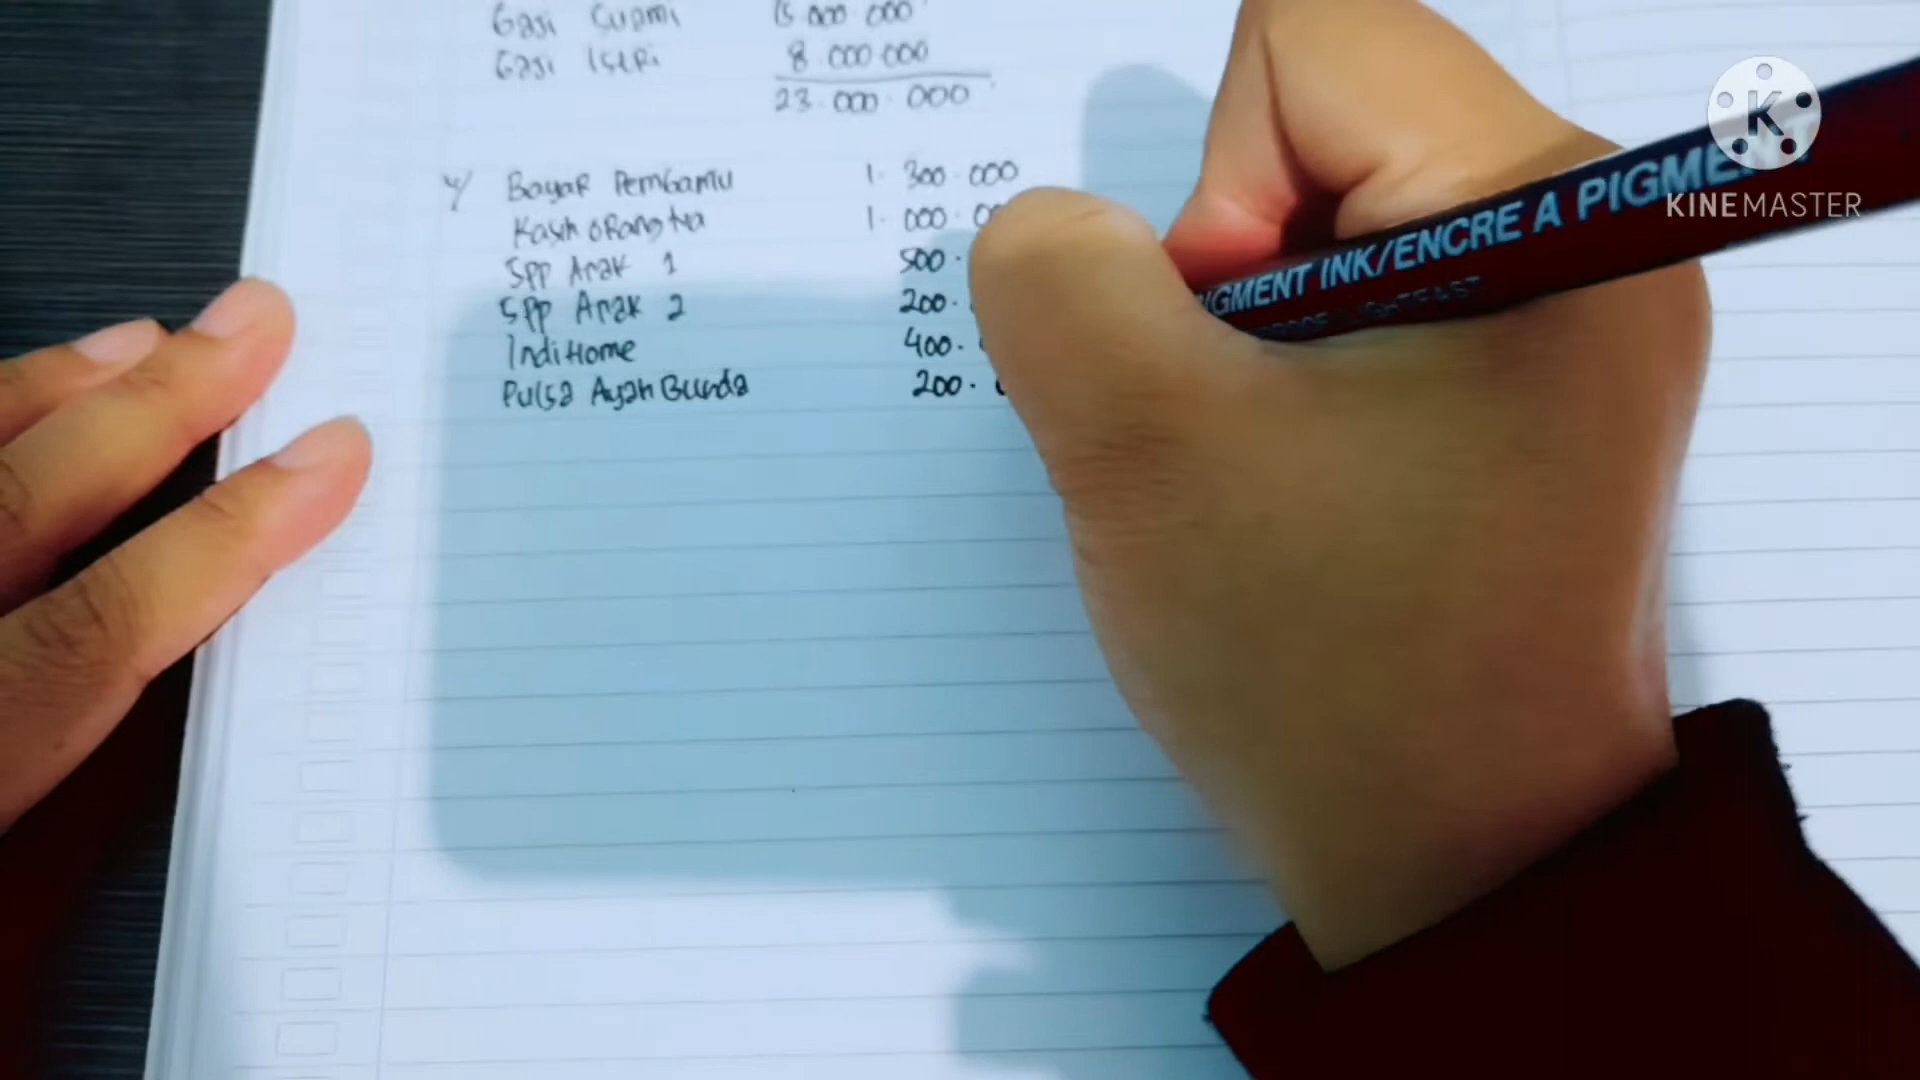 Gaji Suami 15.000.000
Gaji Isteri 8.000.000
23.000.000
Bayar Pembantu 1.300.000
Kasih orang tua 1.000.0
Spp Anak 1 500.
Spp Anak 2 200.
IndiHome 400.
Pulsa Ayah Bunda 200.
PIGMENT INK/ENCRE A PIGMENT
K
KINEMASTER